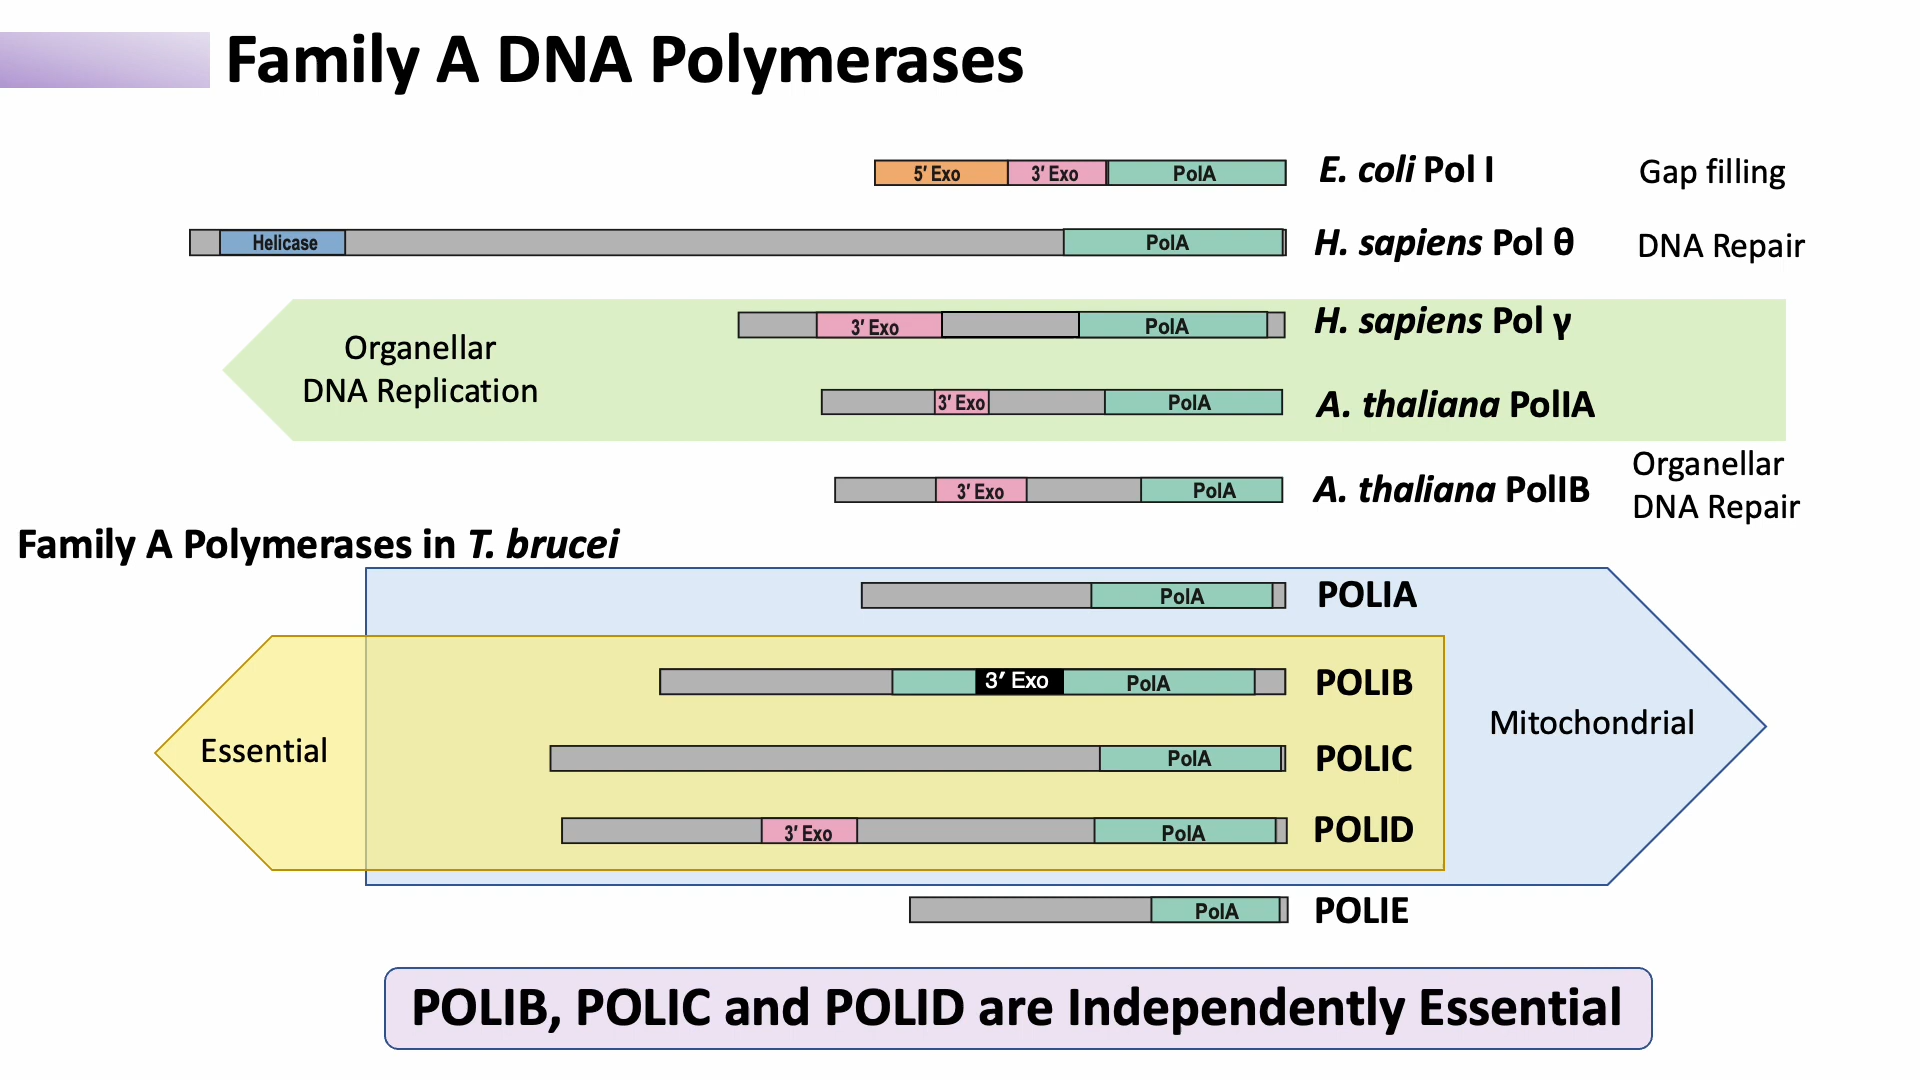 Family A DNA Polymerases
5′ Exo 3′ Exo PolA E. coli Pol I Gap filling
Helicase PolA H. sapiens Pol θ DNA Repair
Organellar
DNA Replication
3′ Exo PolA H. sapiens Pol γ
3′ Exo PolA A. thaliana PolIA
3′ Exo PolA A. thaliana PolIB
Organellar
DNA Repair
Family A Polymerases in T. brucei
PolA POLIA
3′ Exo PolA POLIB
Mitochondrial
Essential
PolA POLIC
3′ Exo PolA POLID
PolA POLIE
POLIB, POLIC and POLID are Independently Essential